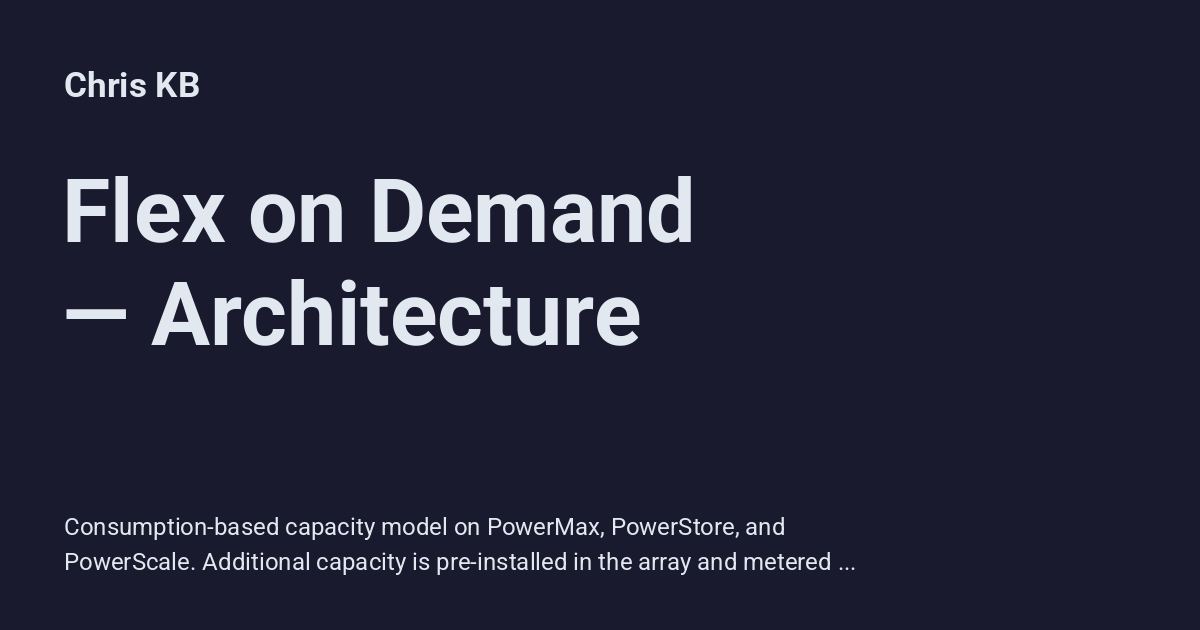 Chris KB
Flex on Demand
— Architecture
Consumption-based capacity model on PowerMax, PowerStore, and
PowerScale. Additional capacity is pre-installed in the array and metered ...